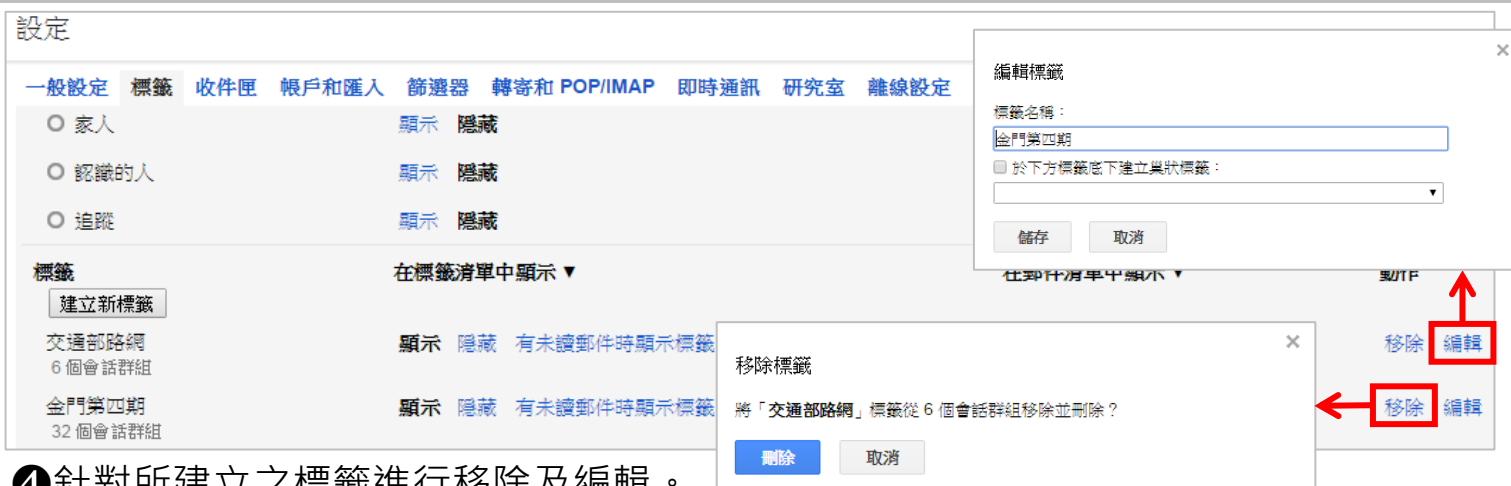 設定
一般設定 標籤 收件匣 帳戶和匯入 篩選器 轉寄和 POP/IMAP 即時通訊 研究室 離線設定
家人 顯示 隱藏
認識的人 顯示 隱藏
追蹤 顯示 隱藏
標籤 在標籤清單中顯示▼ 在郵件清單中顯示▼ 動作
建立新標籤
交通部路網 顯示 隱藏 有未讀郵件時顯示標籤 移除 編輯
6 個會話群組
金門第四期 顯示 隱藏 有未讀郵件時顯示標籤 移除 編輯
32 個會話群組
編輯標籤
標籤名稱：
金門第四期
於下方標籤底下建立巢狀標籤：
儲存 取消
移除標籤
將「交通部路網」標籤從 6 個會話群組移除並刪除？
刪除 取消
❹針對所建立之標籤進行移除及編輯。